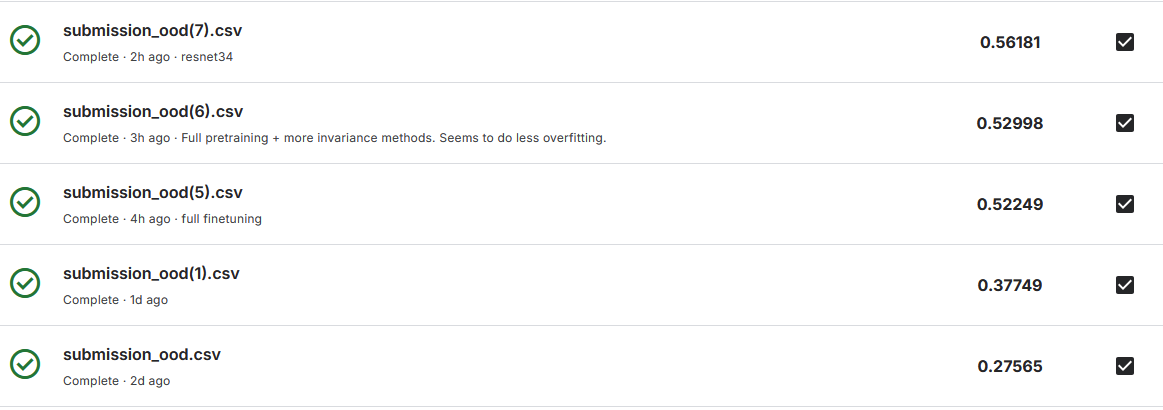 submission_ood(7).csv
0.56181
Complete · 2h ago · resnet34
submission_ood(6).csv
0.52998
Complete · 3h ago · Full pretraining + more invariance methods. Seems to do less overfitting.
submission_ood(5).csv
0.52249
Complete · 4h ago · full finetuning
submission_ood(1).csv
0.37749
Complete · 1d ago
submission_ood.csv
0.27565
Complete · 2d ago